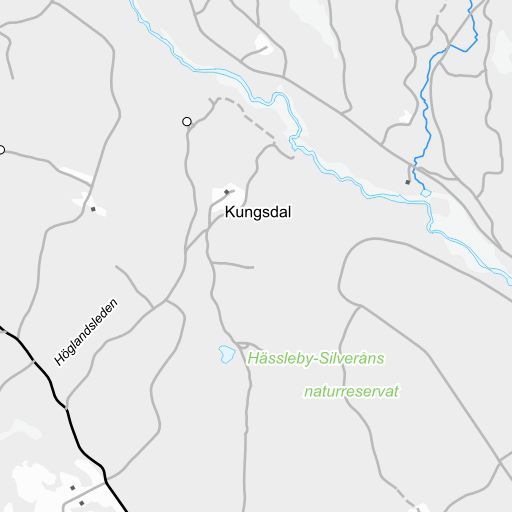 Kungsdal
Höglandsleden
Hässleby-Silveråns
naturreservat